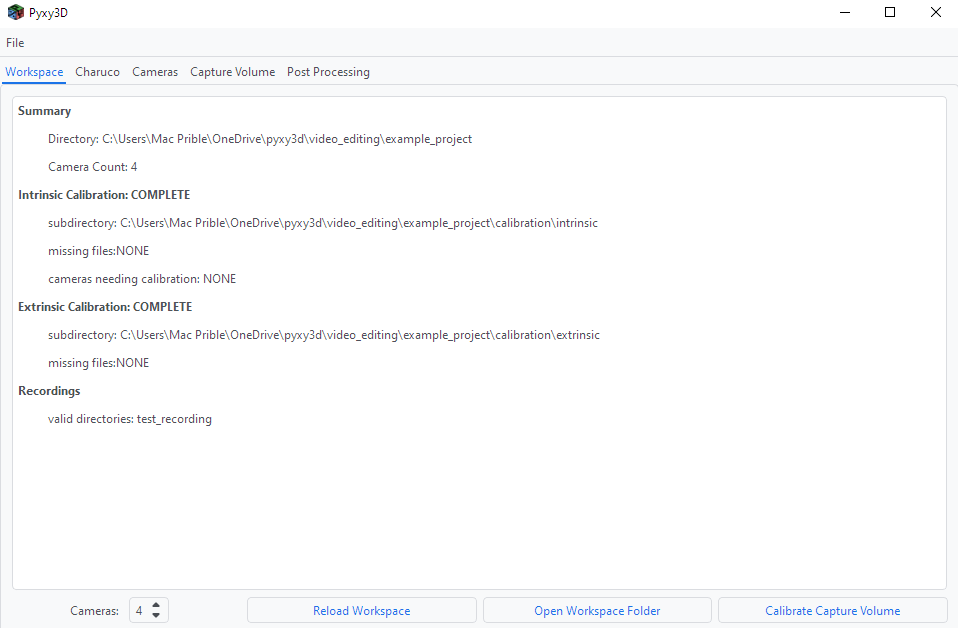 Pyxy3D
File
Workspace Charuco Cameras Capture Volume Post Processing
Summary
Directory: C:\Users\Mac Prible\OneDrive\pyxy3d\video_editing\example_project
Camera Count: 4
Intrinsic Calibration: COMPLETE
subdirectory: C:\Users\Mac Prible\OneDrive\pyxy3d\video_editing\example_project\calibration\intrinsic
missing files:NONE
cameras needing calibration: NONE
Extrinsic Calibration: COMPLETE
subdirectory: C:\Users\Mac Prible\OneDrive\pyxy3d\video_editing\example_project\calibration\extrinsic
missing files:NONE
Recordings
valid directories: test_recording
Cameras: 4 Reload Workspace Open Workspace Folder Calibrate Capture Volume